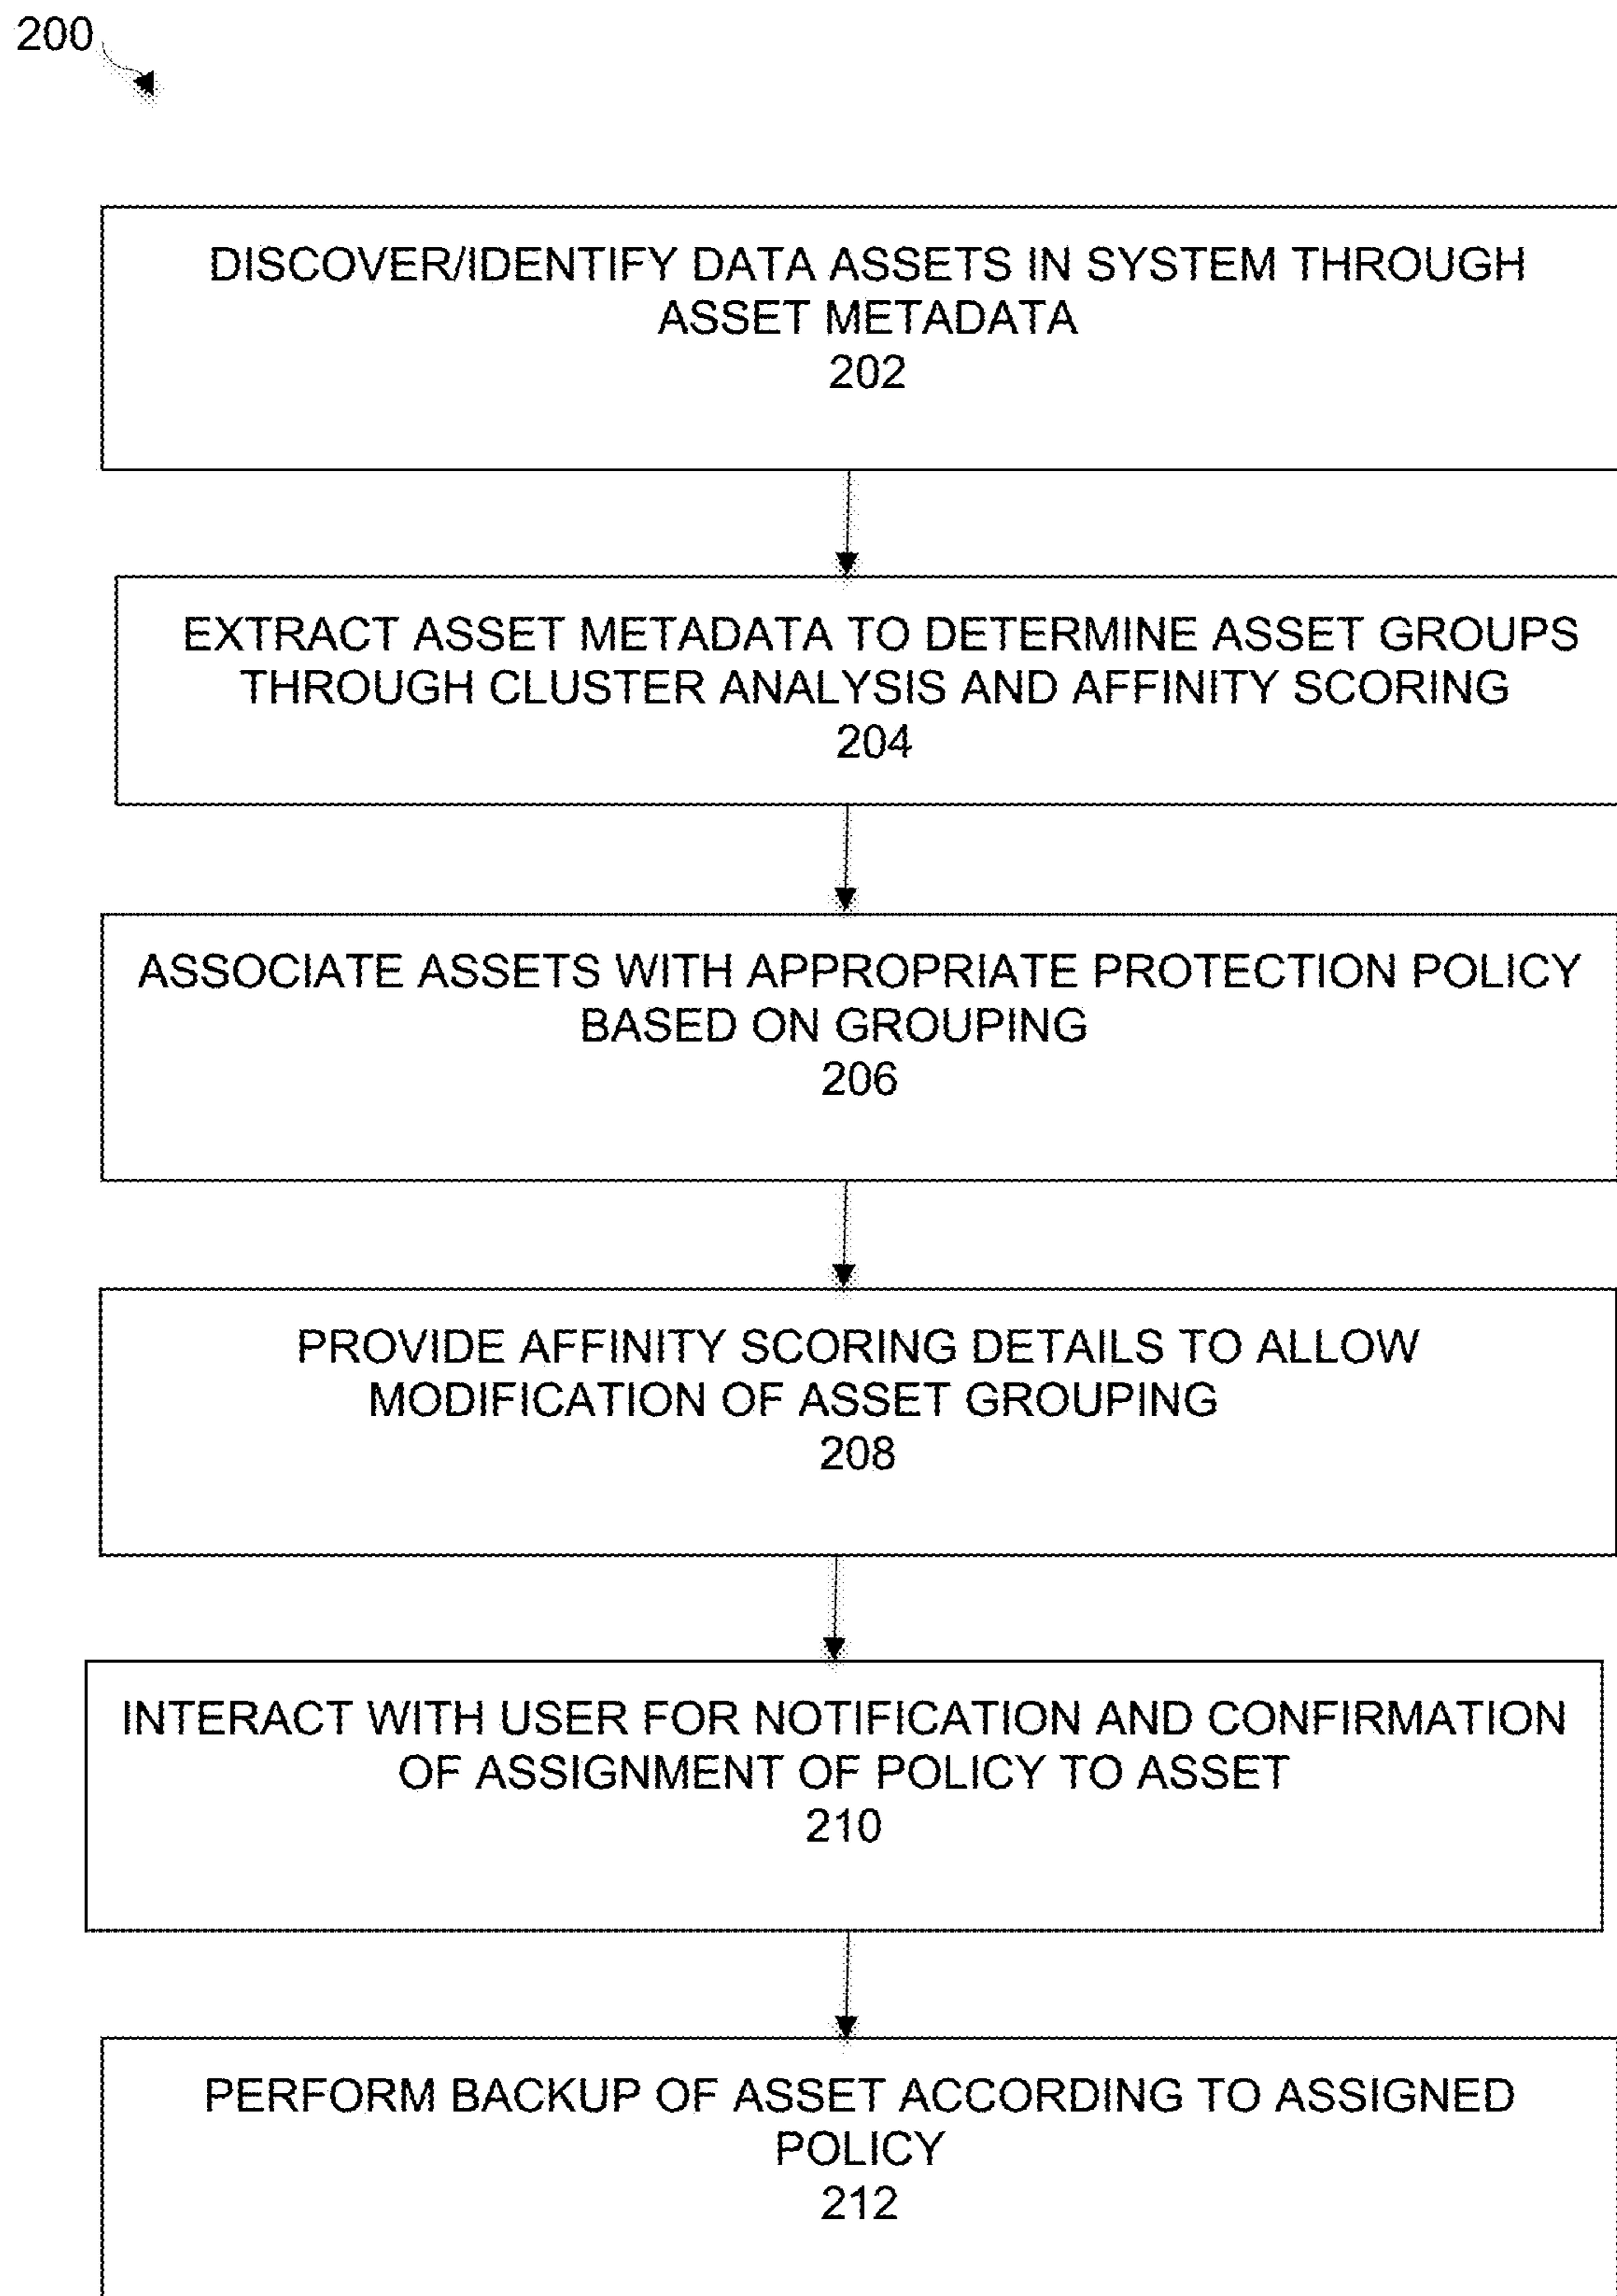 200
DISCOVER/IDENTIFY DATA ASSETS IN SYSTEM THROUGH
ASSET METADATA
202
EXTRACT ASSET METADATA TO DETERMINE ASSET GROUPS
THROUGH CLUSTER ANALYSIS AND AFFINITY SCORING
204
ASSOCIATE ASSETS WITH APPROPRIATE PROTECTION POLICY
BASED ON GROUPING
206
PROVIDE AFFINITY SCORING DETAILS TO ALLOW
MODIFICATION OF ASSET GROUPING
208
INTERACT WITH USER FOR NOTIFICATION AND CONFIRMATION
OF ASSIGNMENT OF POLICY TO ASSET
210
PERFORM BACKUP OF ASSET ACCORDING TO ASSIGNED
POLICY
212